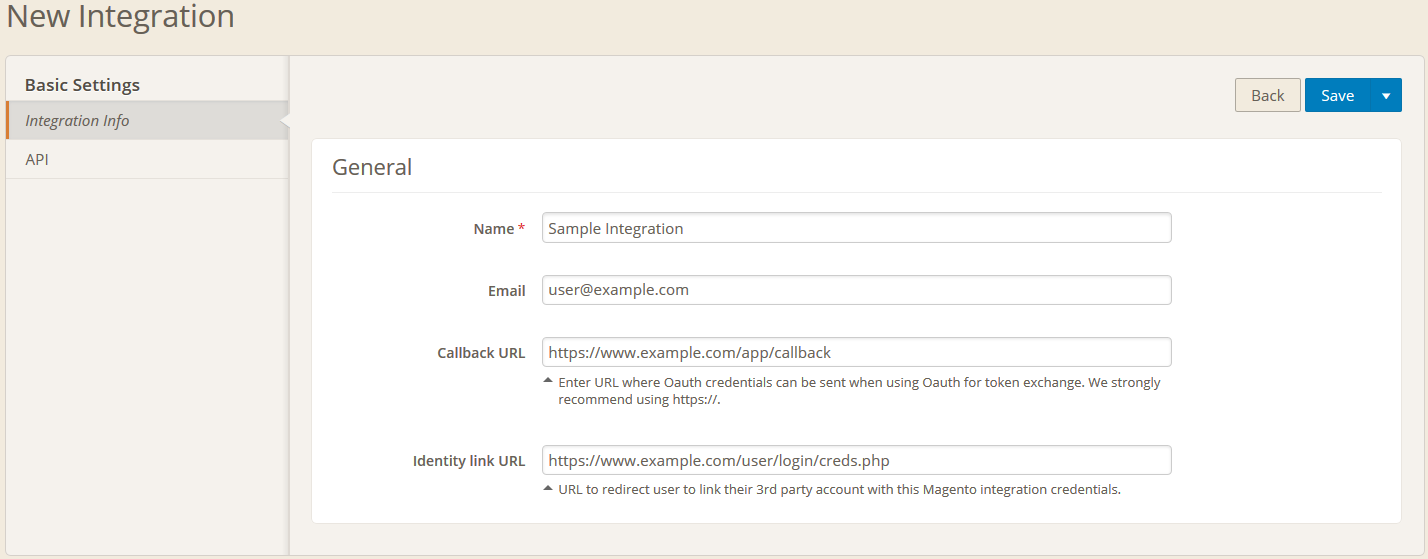 New Integration
Basic Settings
Integration Info
API
Back
Save
General
Name *
Sample Integration
Email
user@example.com
Callback URL
https://www.example.com/app/callback
Enter URL where Oauth credentials can be sent when using Oauth for token exchange. We strongly
recommend using https://.
Identity link URL
https://www.example.com/user/login/creds.php
URL to redirect user to link their 3rd party account with this Magento integration credentials.